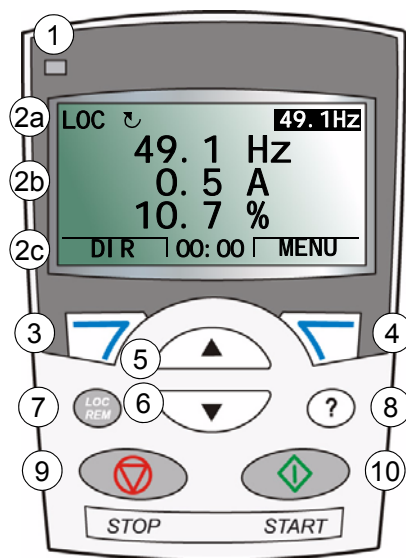 1
2a LOC ↻ 49.1Hz
49.1 Hz
2b 0.5 A
10.7 %
2c DIR 00:00 MENU
3 4
5
7 LOC REM 6 ? 8
9 10
STOP START